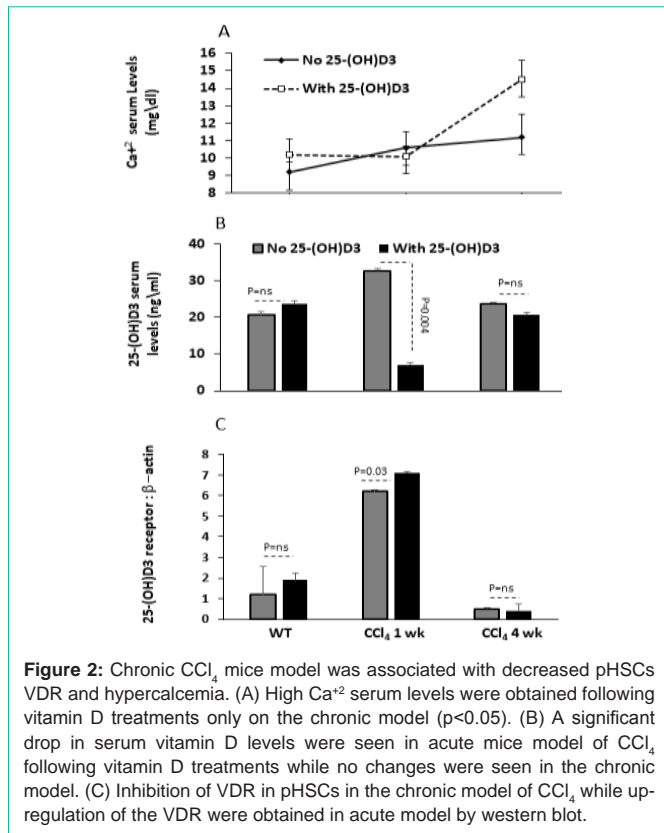 A
No 25-(OH)D3
With 25-(OH)D3
Ca+2 serum Levels
(mg\dl)
16
15
14
13
12
11
10
9
8
B
No 25-(OH)D3 With 25-(OH)D3
25-(OH)D3 serum
levels (ng\ml)
40
30
20
10
0
P=ns
P=0.004
P=ns
C
25-(OH)D3 receptor : β-actin
8
7
6
5
4
3
2
1
0
P=ns
P=0.03
P=ns
WT CCl4 1 wk CCl4 4 wk
Figure 2: Chronic CCl4 mice model was associated with decreased pHSCs
VDR and hypercalcemia. (A) High Ca+2 serum levels were obtained following
vitamin D treatments only on the chronic model (p<0.05). (B) A significant
drop in serum vitamin D levels were seen in acute mice model of CCl4
following vitamin D treatments while no changes were seen in the chronic
model. (C) Inhibition of VDR in pHSCs in the chronic model of CCl4 while up-
regulation of the VDR were obtained in acute model by western blot.